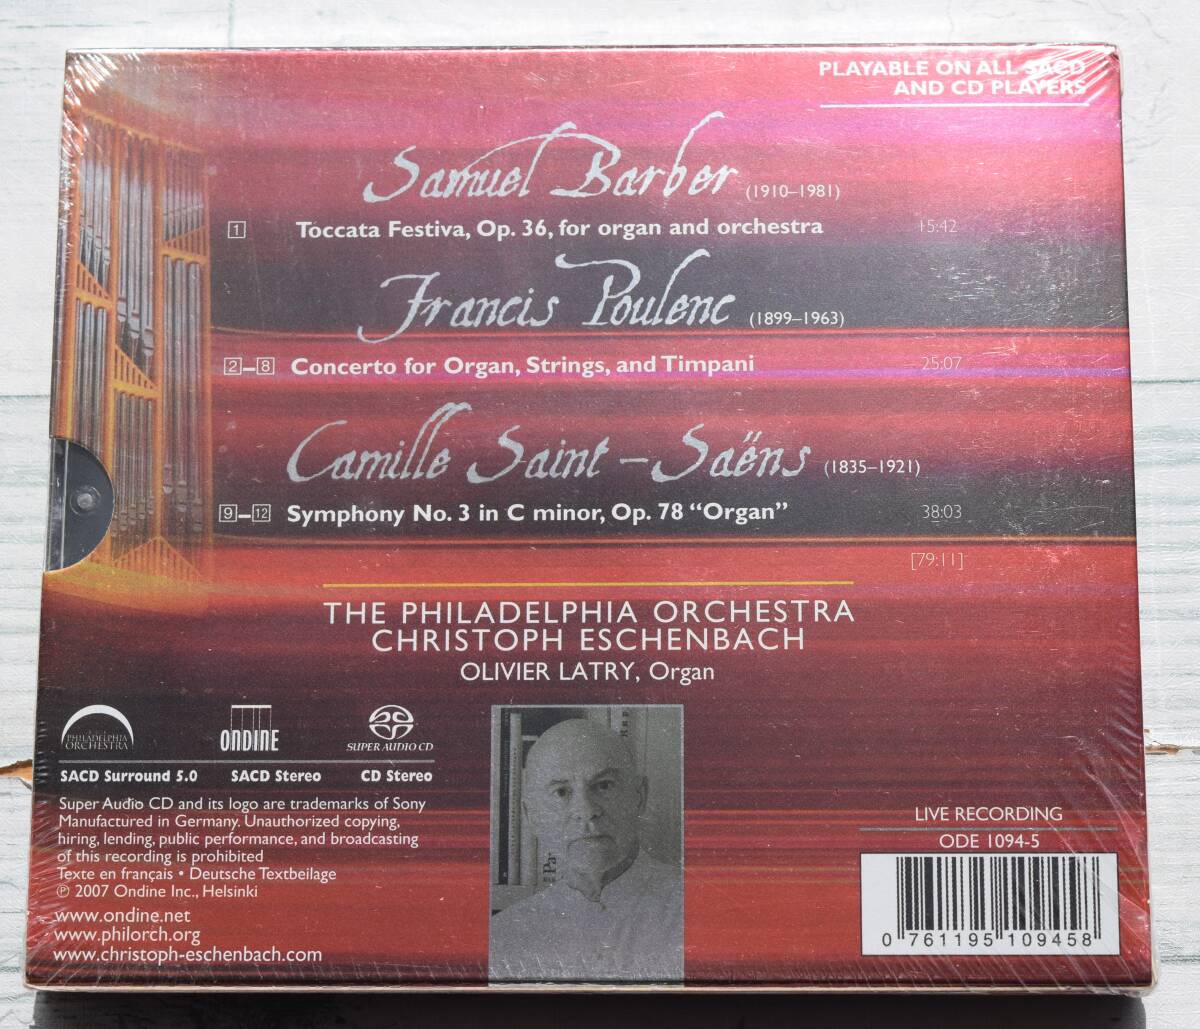 PLAYABLE ON ALL SACD
AND CD PLAYERS
Samuel Barber (1910–1981)
1 Toccata Festiva, Op. 36, for organ and orchestra 15:42
Francis Poulenc (1899–1963)
2–8 Concerto for Organ, Strings, and Timpani 25:07
Camille Saint–Saëns (1835–1921)
9–12 Symphony No. 3 in C minor, Op. 78 “Organ” 38:03
[79:11]
THE PHILADELPHIA ORCHESTRA
CHRISTOPH ESCHENBACH
OLIVIER LATRY, Organ
PHILADELPHIA
ORCHESTRA
ONDINE
SUPER AUDIO CD
SACD Surround 5.0 SACD Stereo CD Stereo
Super Audio CD and its logo are trademarks of Sony
Manufactured in Germany. Unauthorized copying,
hiring, lending, public performance, and broadcasting
of this recording is prohibited
Texte en français • Deutsche Textbeilage
℗ 2007 Ondine Inc., Helsinki
www.ondine.net
www.philorch.org
www.christoph-eschenbach.com
Par
LIVE RECORDING
ODE 1094-5
0 761195 109458